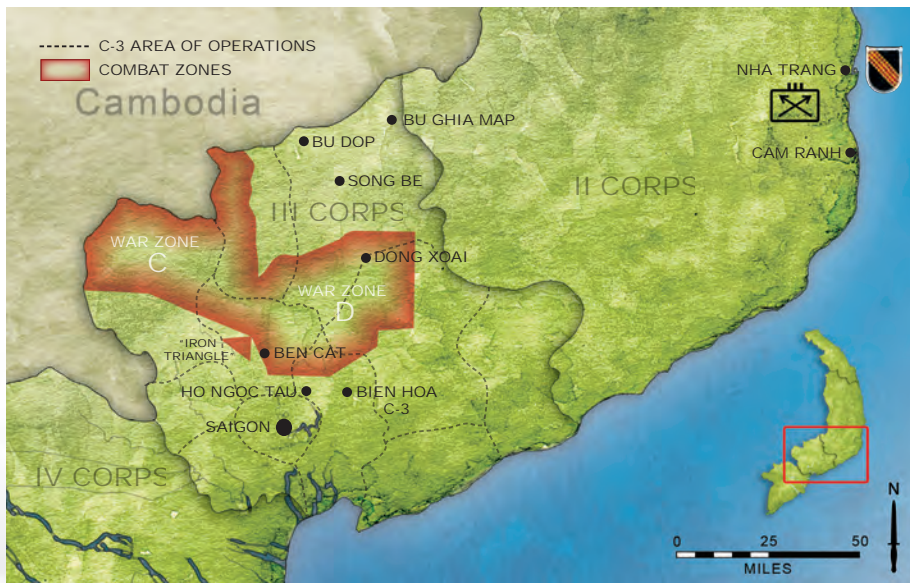 C-3 AREA OF OPERATIONS
COMBAT ZONES
Cambodia
NHA TRANG
BU GHIA MAP
BU DOP
CAM RANH
SONG BE
II CORPS
III CORPS
WAR ZONE
C
DONG XOAI
WAR ZONE
D
IRON
TRIANGLE
BEN CAT
HO NGOC TAU
BIEN HOA
C-3
SAIGON
IV CORPS
N
0 25 50
MILES